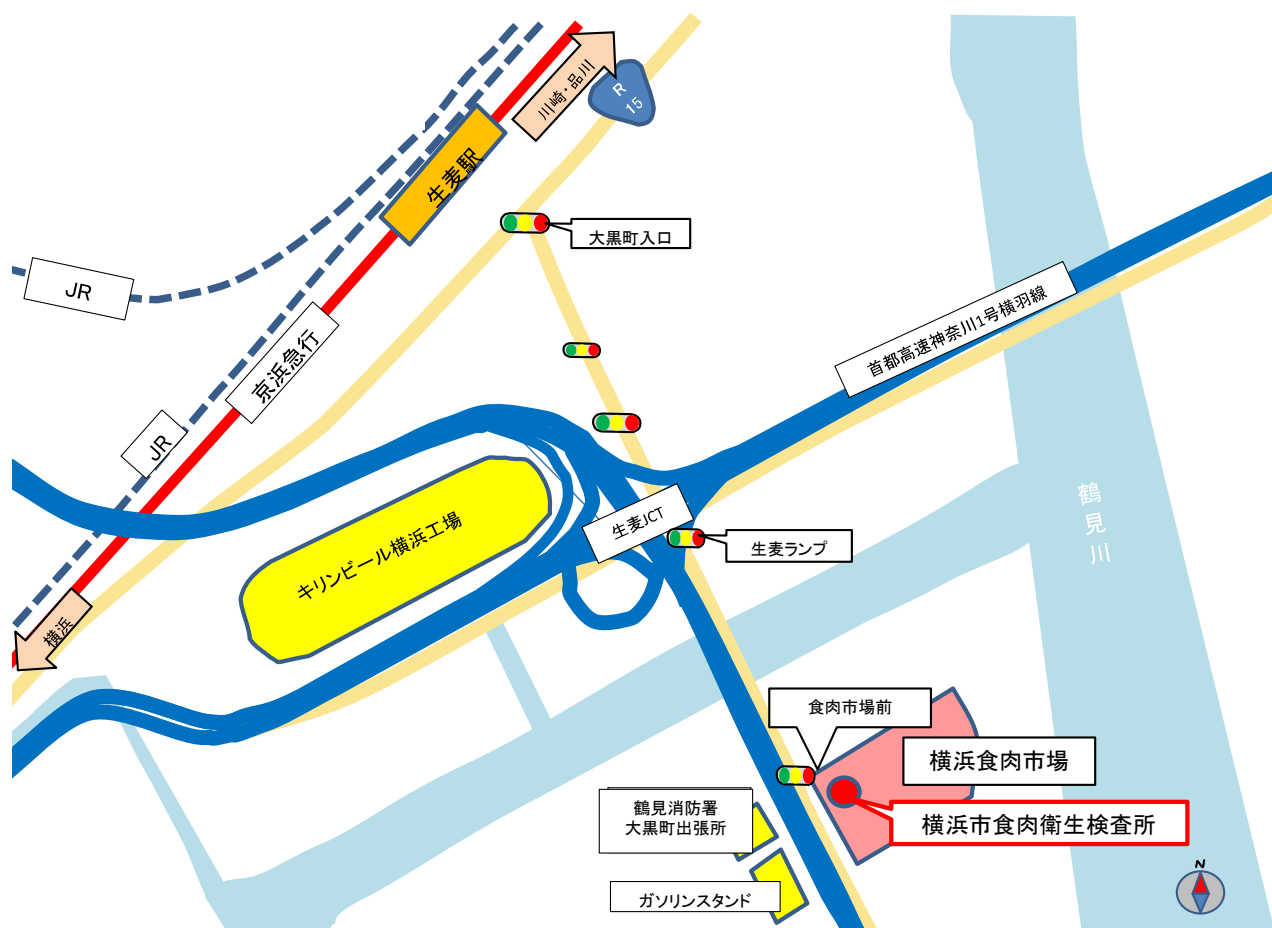 川崎・品川
R
15
生麦駅
大黒町入口
JR
首都高速神奈川1号横羽線
京浜急行
JR
キリンビール横浜工場
生麦JCT
生麦ランプ
鶴見川
横浜
食肉市場前
横浜食肉市場
鶴見消防署
大黒町出張所
横浜市食肉衛生検査所
ガソリンスタンド
N